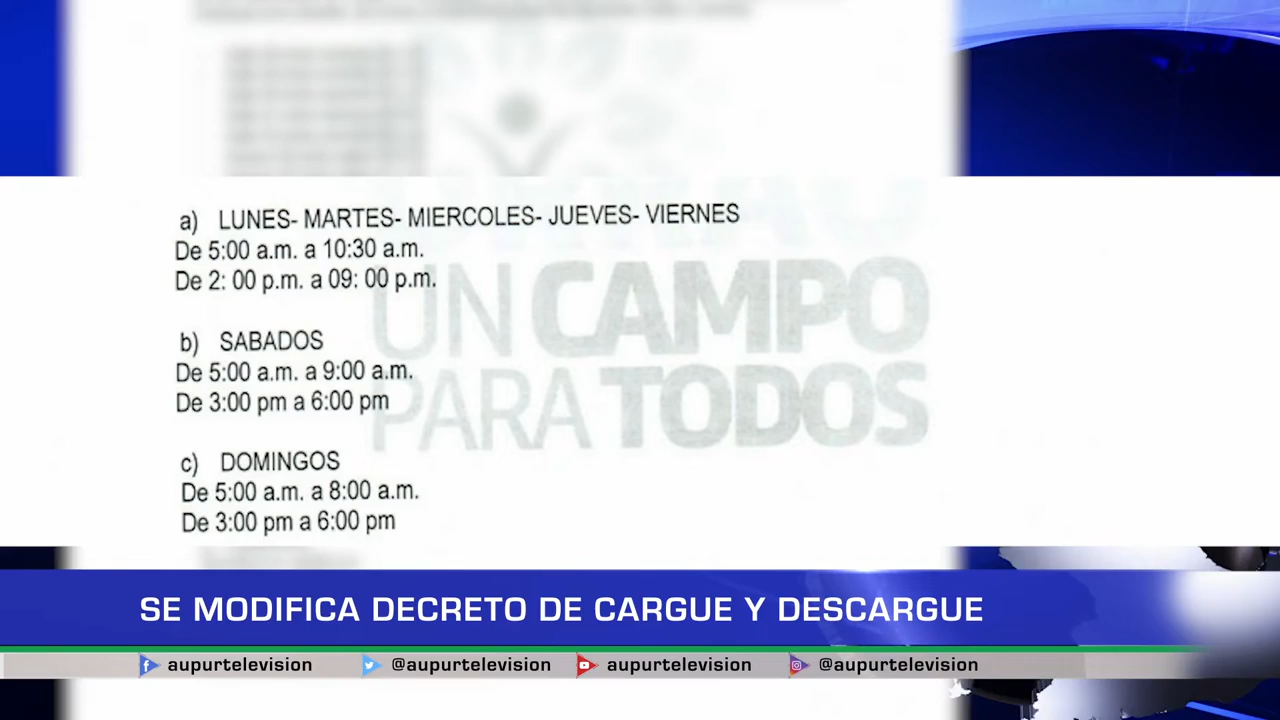 a) LUNES- MARTES- MIERCOLES- JUEVES- VIERNES
De 5:00 a.m. a 10:30 a.m.
De 2: 00 p.m. a 09: 00 p.m.
b) SABADOS
De 5:00 a.m. a 9:00 a.m.
De 3:00 pm a 6:00 pm
c) DOMINGOS
De 5:00 a.m. a 8:00 a.m.
De 3:00 pm a 6:00 pm
UN CAMPO
PARA TODOS
SE MODIFICA DECRETO DE CARGUE Y DESCARGUE
aupurtelevision @aupurtelevision aupurtelevision @aupurtelevision